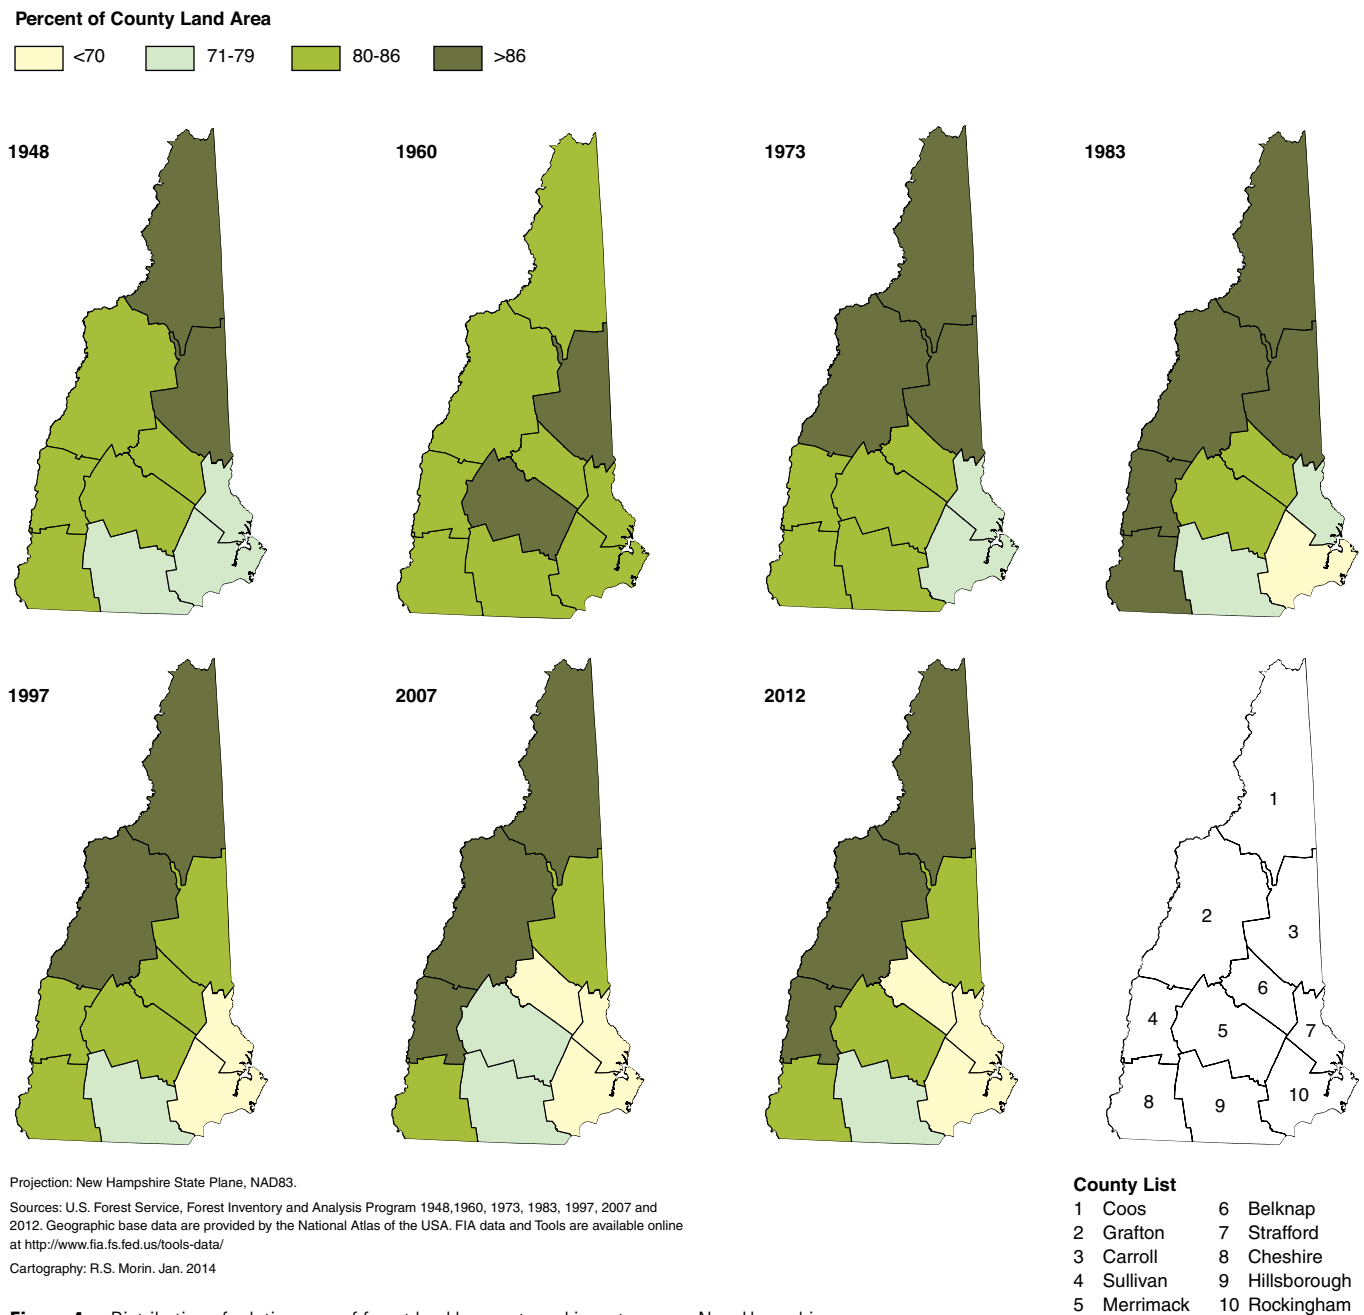 Percent of County Land Area
<70 71-79 80-86 >86
1948 1960 1973 1983
1997 2007 2012
1
2
3
6
4
5
7
8
9
10
Projection: New Hampshire State Plane, NAD83.
Sources: U.S. Forest Service, Forest Inventory and Analysis Program 1948,1960, 1973, 1983, 1997, 2007 and
2012. Geographic base data are provided by the National Atlas of the USA. FIA data and Tools are available online
at http://www.fia.fs.fed.us/tools-data/
Cartography: R.S. Morin. Jan. 2014
County List
1 Coos 6 Belknap
2 Grafton 7 Strafford
3 Carroll 8 Cheshire
4 Sullivan 9 Hillsborough
5 Merrimack 10 Rockingham